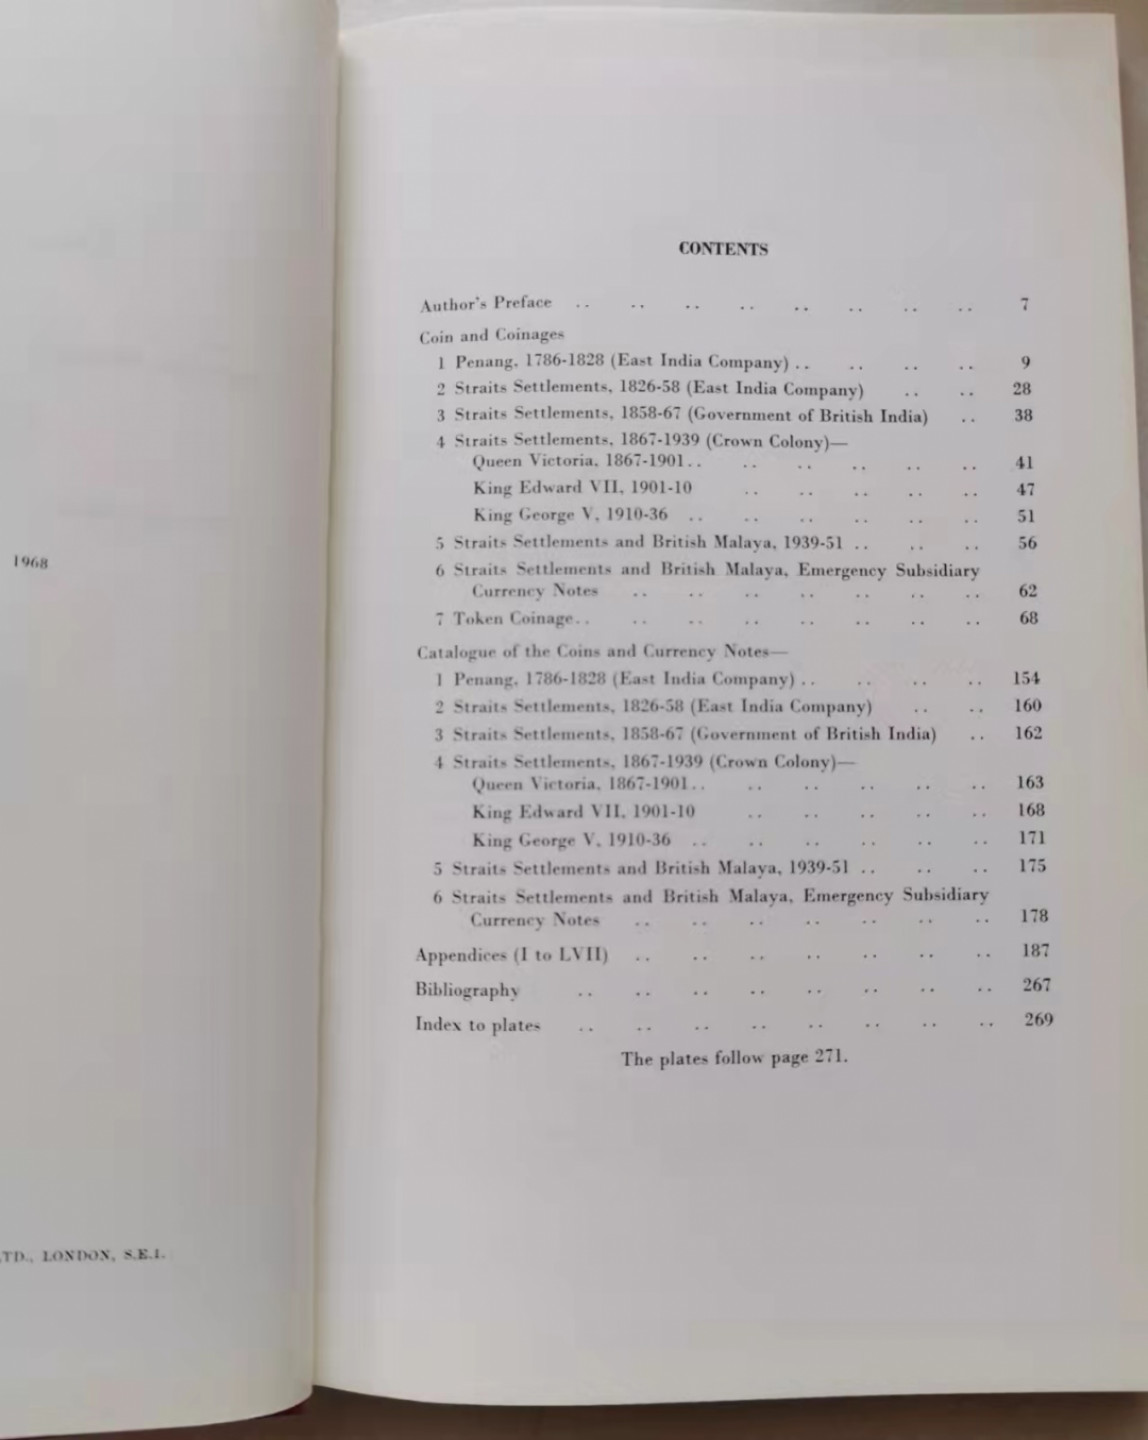 1968
LTD., LONDON, S.E.1.
CONTENTS
Author's Preface .. .. .. .. .. .. .. .. 7
Coin and Coinages
1 Penang, 1786-1828 (East India Company) .. .. .. .. 9
2 Straits Settlements, 1826-58 (East India Company) .. .. 28
3 Straits Settlements, 1858-67 (Government of British India) .. 38
4 Straits Settlements, 1867-1939 (Crown Colony)—
Queen Victoria, 1867-1901 .. .. .. .. .. .. 41
King Edward VII, 1901-10 .. .. .. .. .. 47
King George V, 1910-36 .. .. .. .. .. .. 51
5 Straits Settlements and British Malaya, 1939-51 .. .. .. 56
6 Straits Settlements and British Malaya, Emergency Subsidiary
Currency Notes .. .. .. .. .. .. .. 62
7 Token Coinage .. .. .. .. .. .. .. .. 68
Catalogue of the Coins and Currency Notes—
1 Penang, 1786-1828 (East India Company) .. .. .. .. 154
2 Straits Settlements, 1826-58 (East India Company) .. .. 160
3 Straits Settlements, 1858-67 (Government of British India) .. 162
4 Straits Settlements, 1867-1939 (Crown Colony)—
Queen Victoria, 1867-1901 .. .. .. .. .. .. 163
King Edward VII, 1901-10 .. .. .. .. .. 168
King George V, 1910-36 .. .. .. .. .. .. 171
5 Straits Settlements and British Malaya, 1939-51 .. .. .. 175
6 Straits Settlements and British Malaya, Emergency Subsidiary
Currency Notes .. .. .. .. .. .. .. 178
Appendices (I to LVII) .. .. .. .. .. .. .. 187
Bibliography .. .. .. .. .. .. .. .. 267
Index to plates .. .. .. .. .. .. .. .. 269
The plates follow page 271.